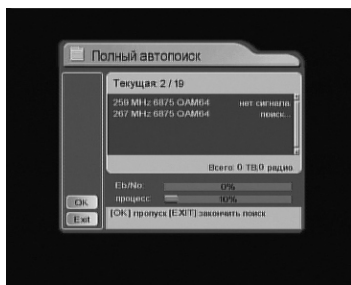 Полный автопоиск
Текущая: 2 / 19
259 MHz 6875 QAM64 нет сигнала.
267 MHz 6875 QAM64 поиск...
Всего: 0 ТВ,0 радио
Eb/No: 0%
процесс: 10%
OK
Exit
[OK] пропуск [EXIT] закончить поиск